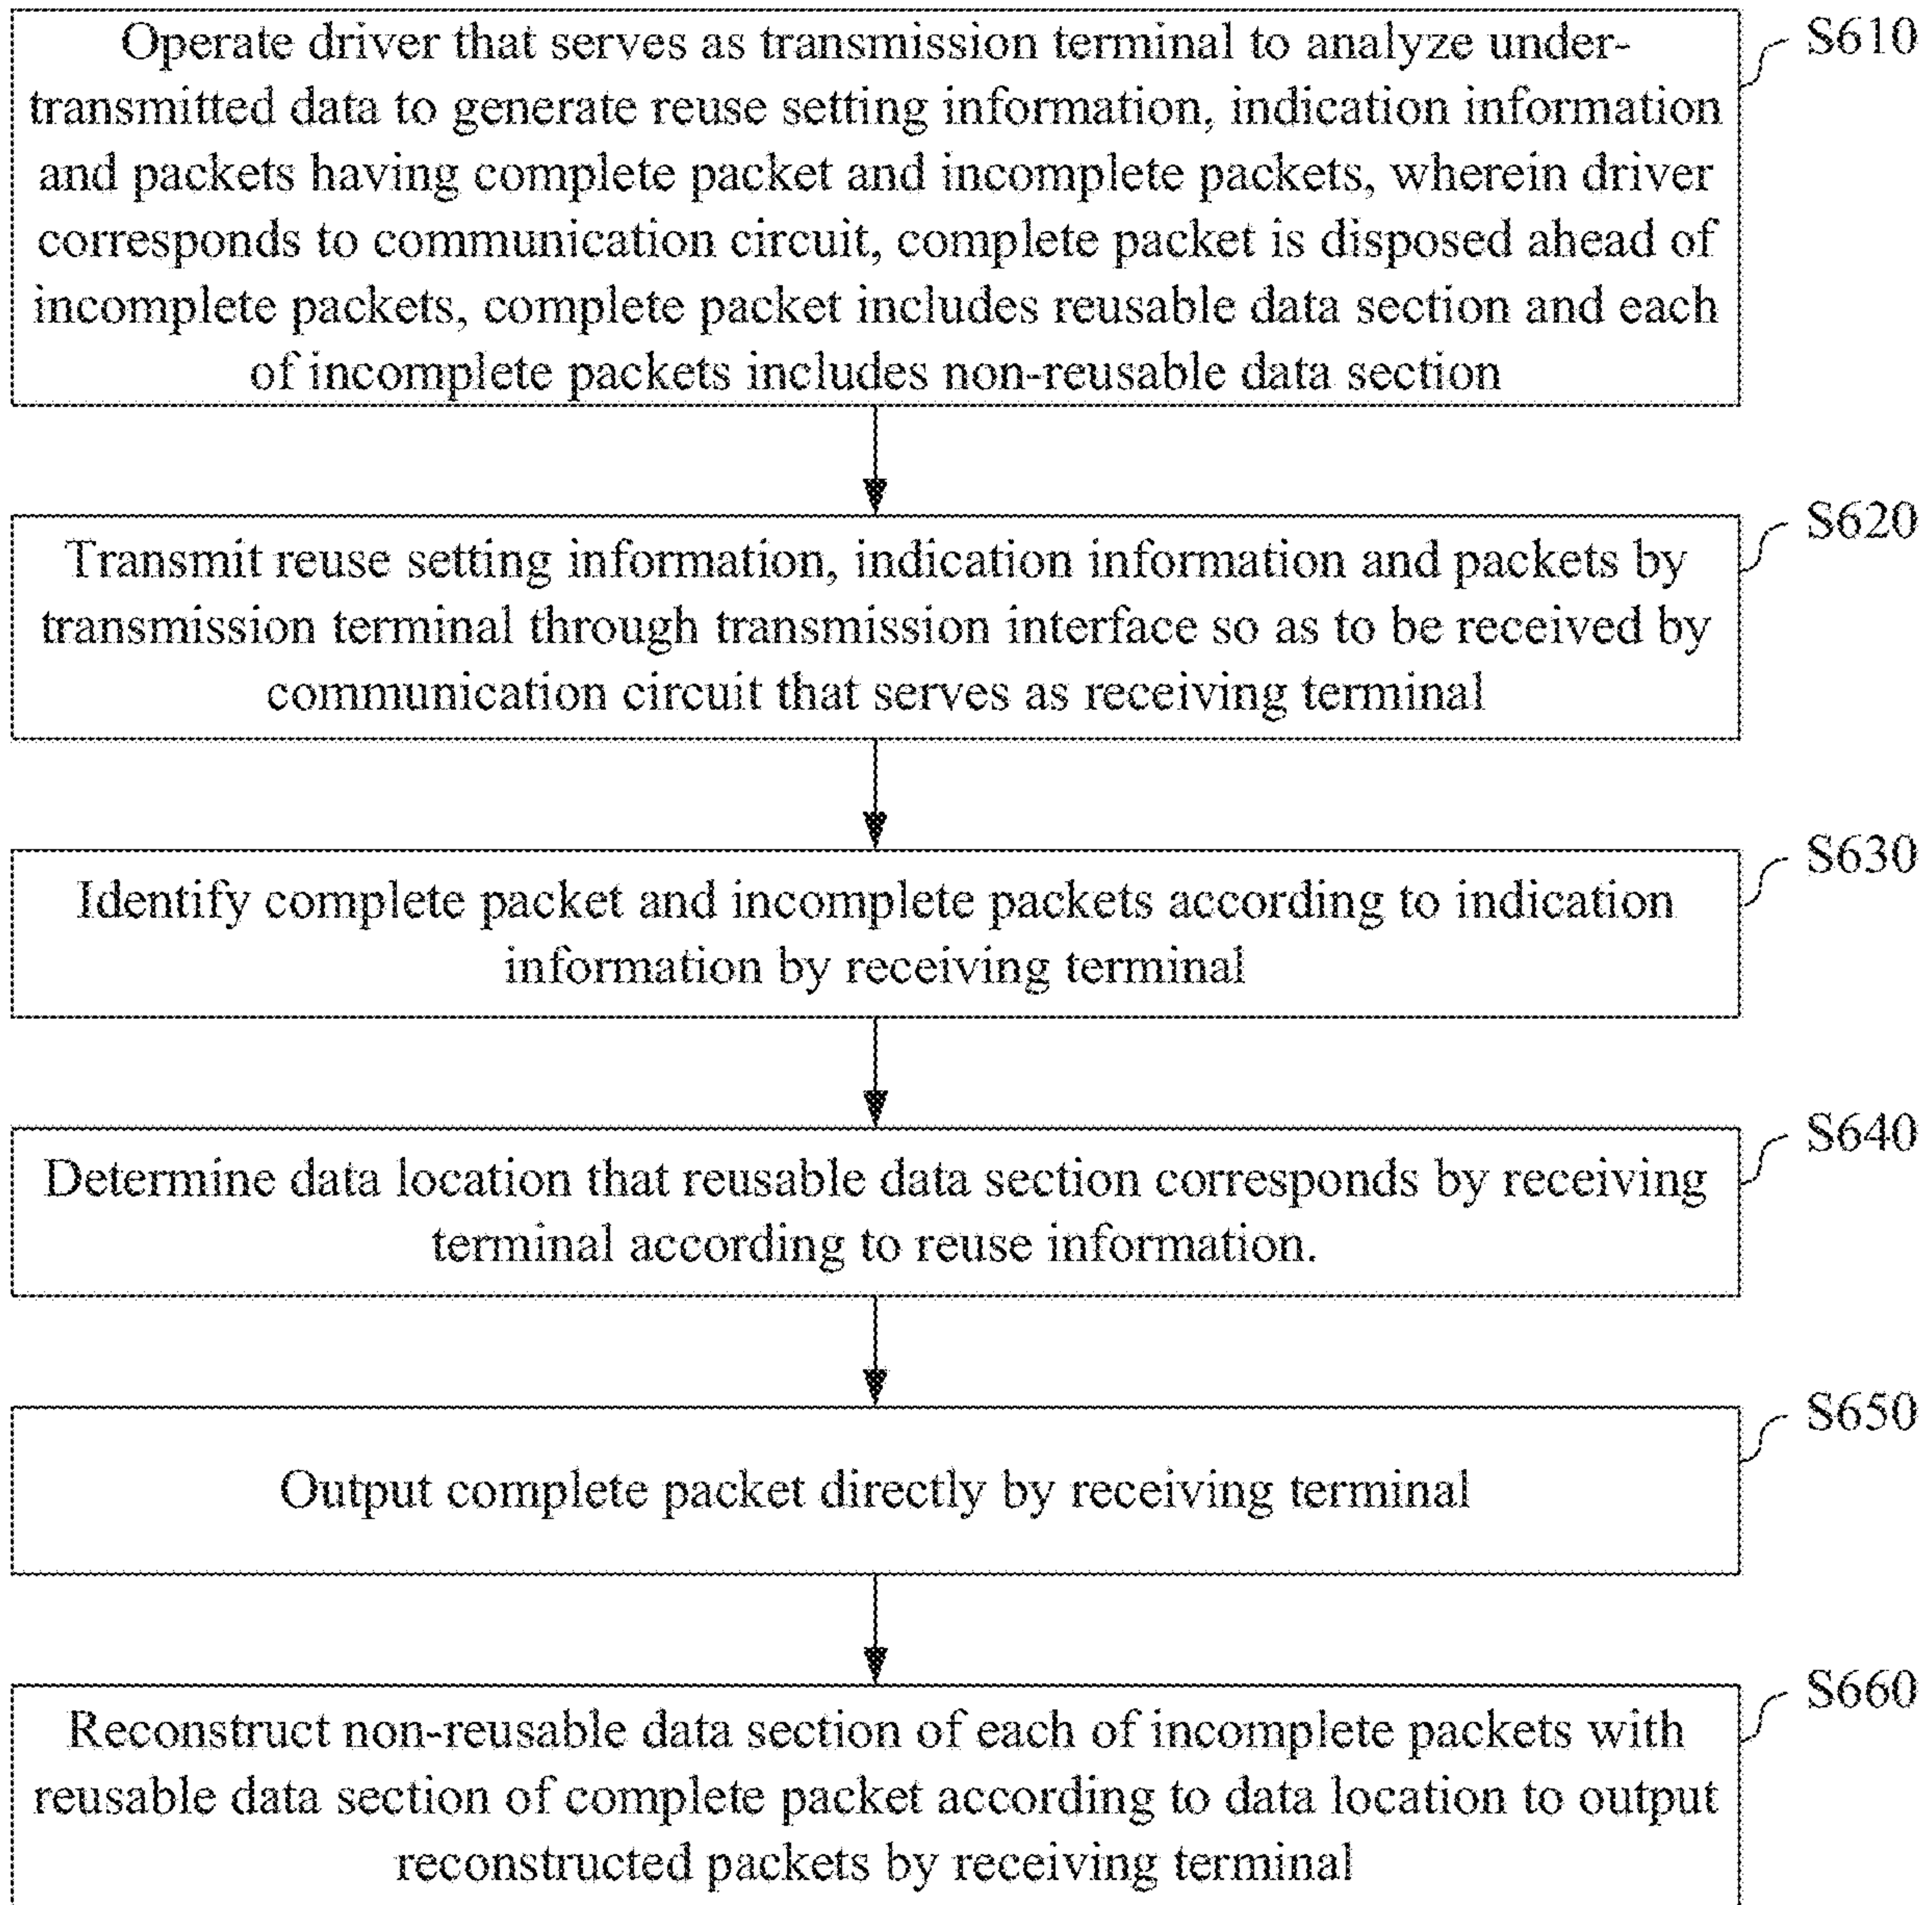 Operate driver that serves as transmission terminal to analyze under-
transmitted data to generate reuse setting information, indication information
and packets having complete packet and incomplete packets, wherein driver
corresponds to communication circuit, complete packet is disposed ahead of
incomplete packets, complete packet includes reusable data section and each
of incomplete packets includes non-reusable data section
S610
Transmit reuse setting information, indication information and packets by
transmission terminal through transmission interface so as to be received by
communication circuit that serves as receiving terminal
S620
Identify complete packet and incomplete packets according to indication
information by receiving terminal
S630
Determine data location that reusable data section corresponds by receiving
terminal according to reuse information.
S640
Output complete packet directly by receiving terminal
S650
Reconstruct non-reusable data section of each of incomplete packets with
reusable data section of complete packet according to data location to output
reconstructed packets by receiving terminal
S660